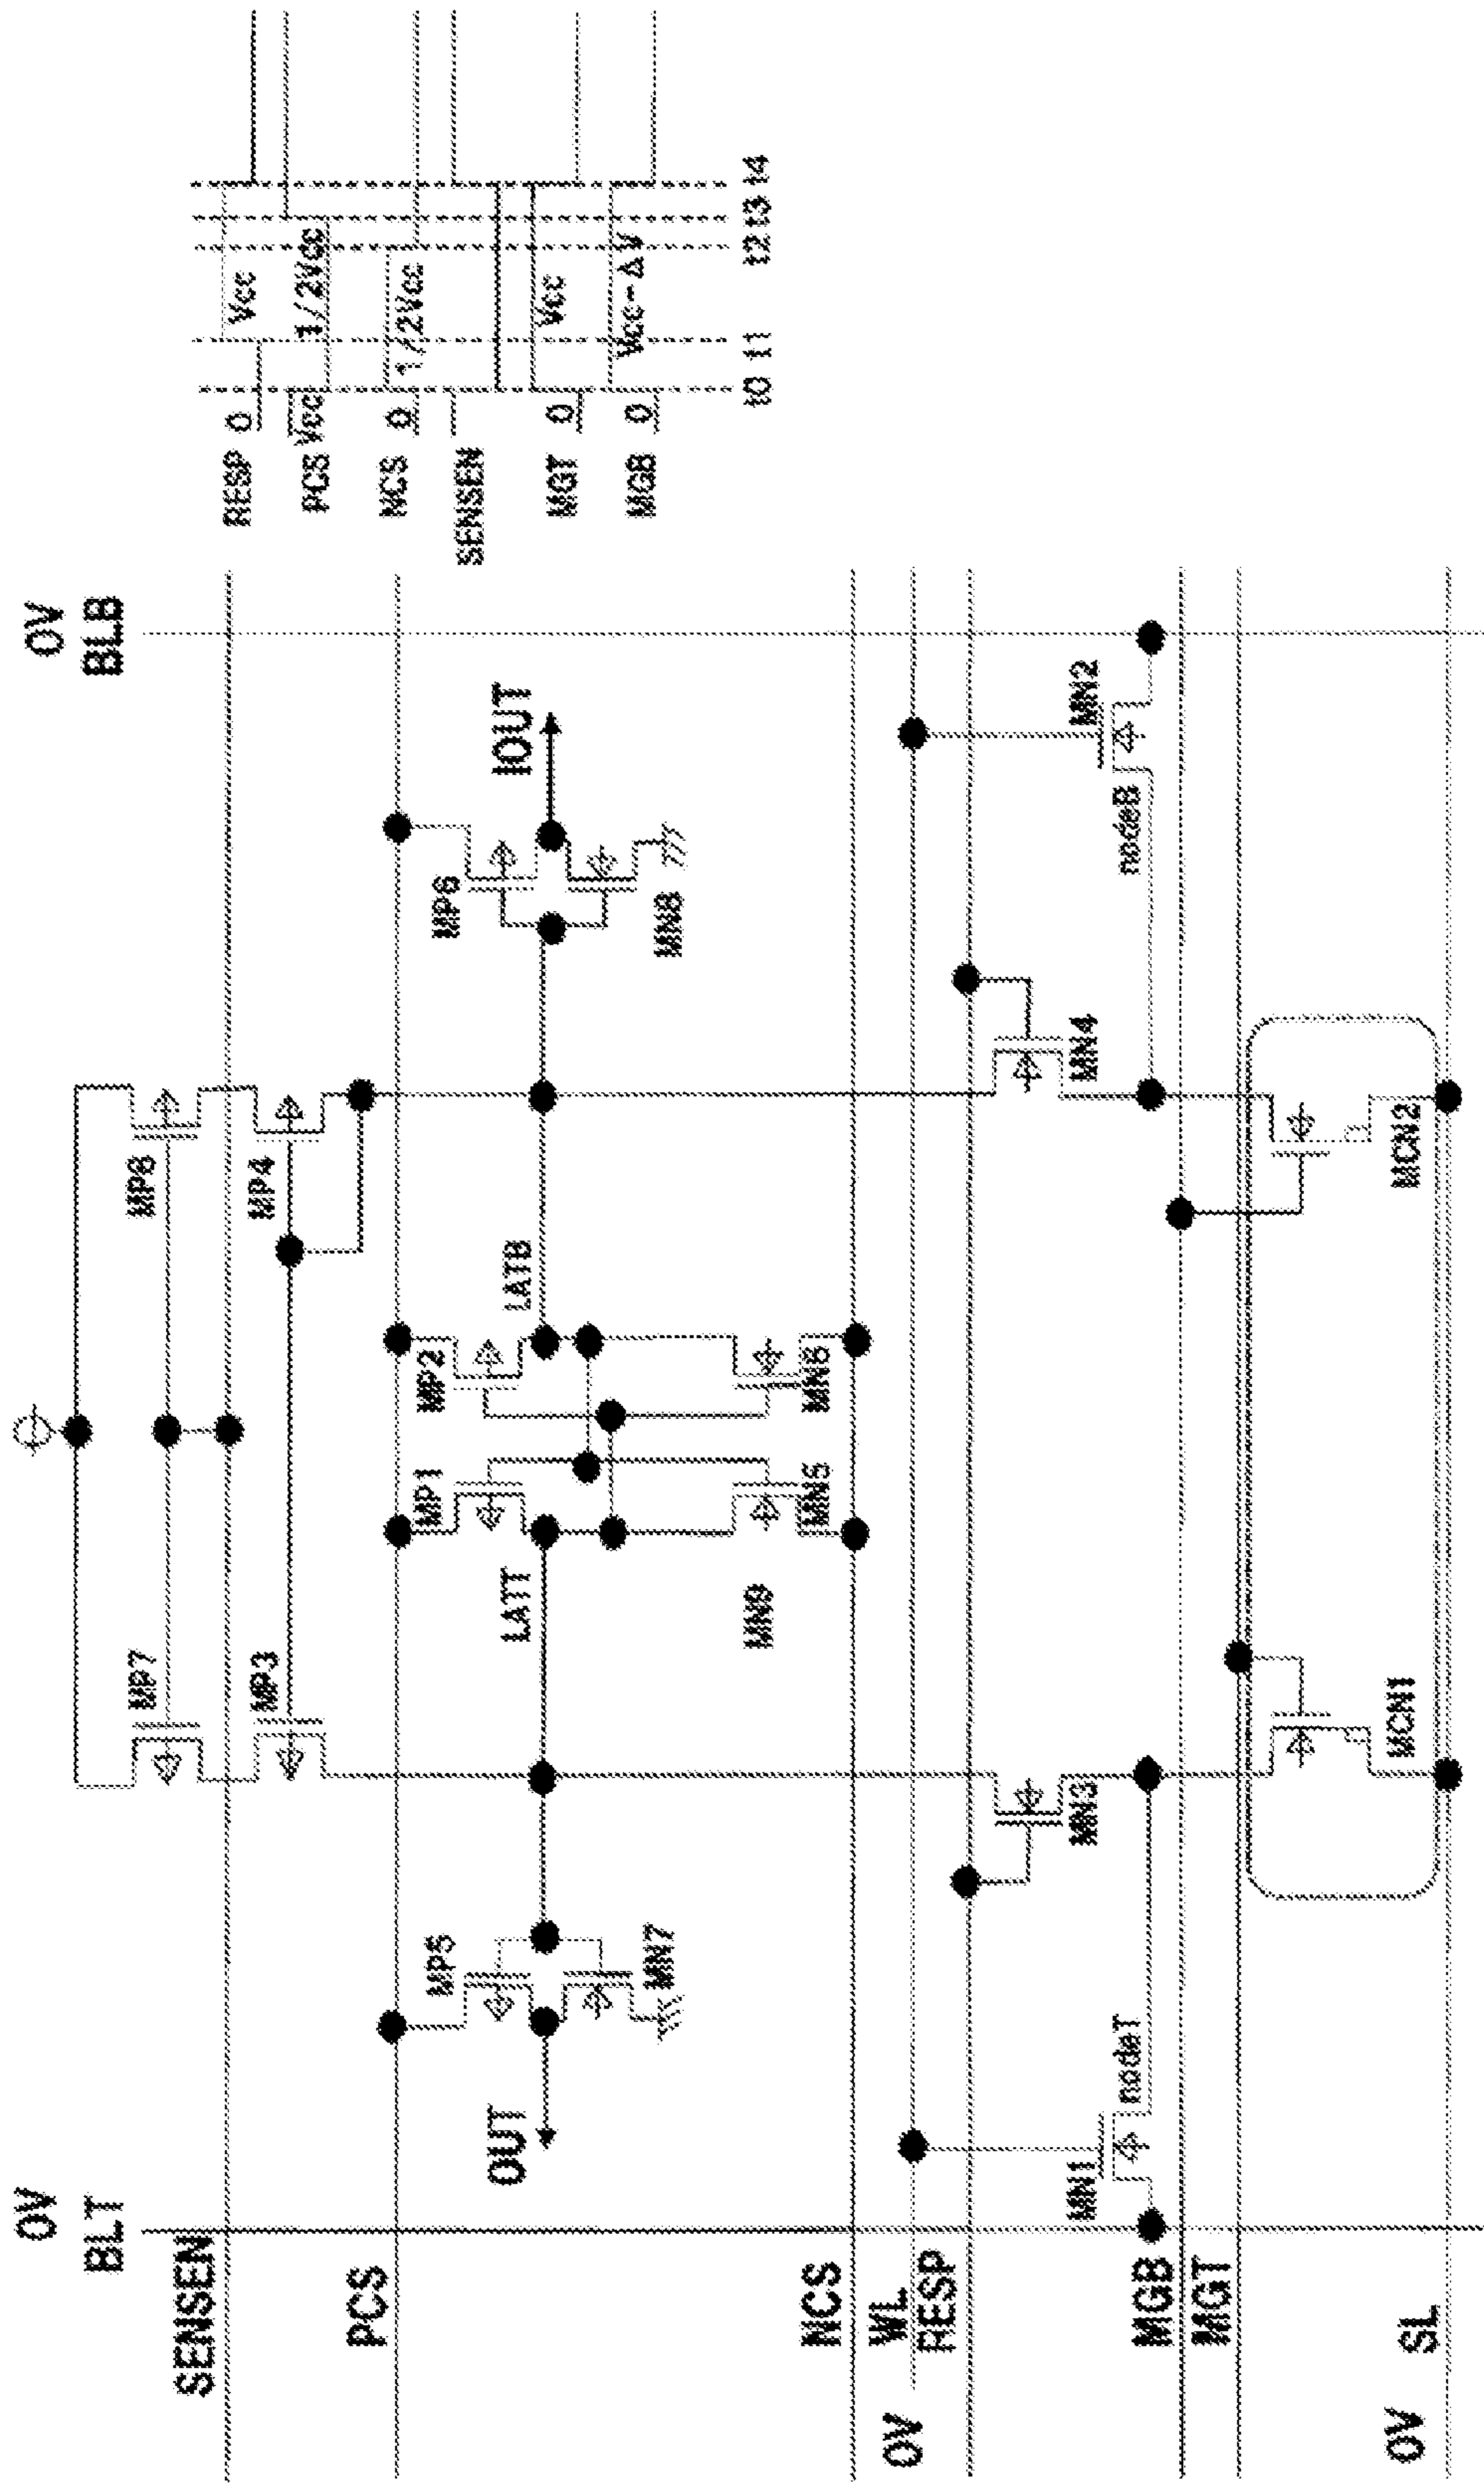 0V
BLT
0V
BLB
SENSEN
PCS
NCS
WL
0V
RESP
MGB
MGT
SL
0V
MP7
MP8
MP3
MP4
MP5
MN7
OUT
LATT
MP1
MP2
LATB
MN9
MN5
MN6
MP6
MN8
IOUT
MN3
MN4
MN1
nodeT
nodeB
MN2
MCN1
MCN2
RESP 0 Vcc
PCS Vcc 1/2Vcc
NCS 0 1/2Vcc
SENSEN
MGT 0 Vcc
MGB 0 Vcc-ΔV
t0 t1 t2 t3 t4